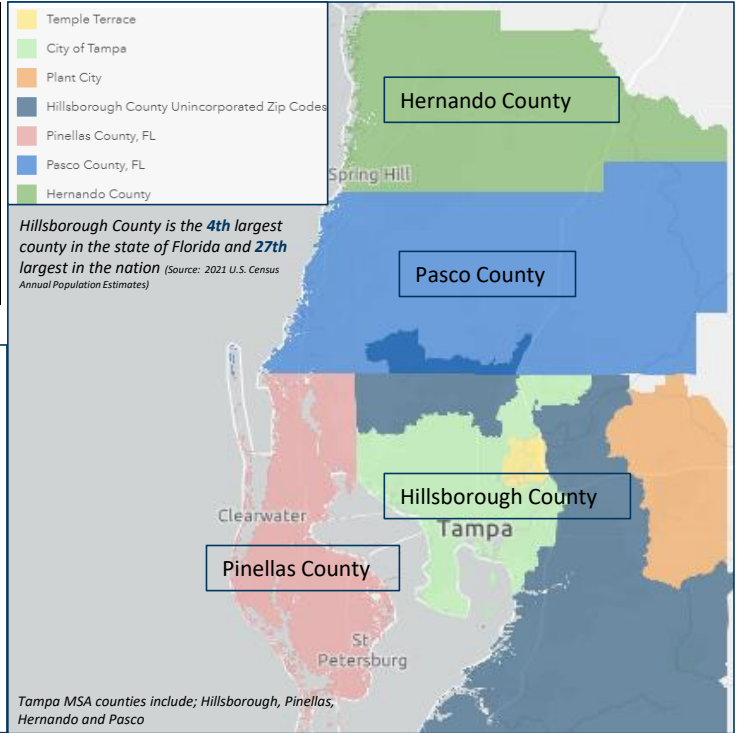 Temple Terrace
City of Tampa
Plant City
Hillsborough County Unincorporated Zip Codes
Pinellas County, FL
Pasco County, FL
Hernando County
Hillsborough County is the 4th largest
county in the state of Florida and 27th
largest in the nation (Source: 2021 U.S. Census
Annual Population Estimates)
Hernando County
Spring Hill
Pasco County
Hillsborough County
Tampa
Clearwater
Pinellas County
St
Petersburg
Tampa MSA counties include; Hillsborough, Pinellas,
Hernando and Pasco